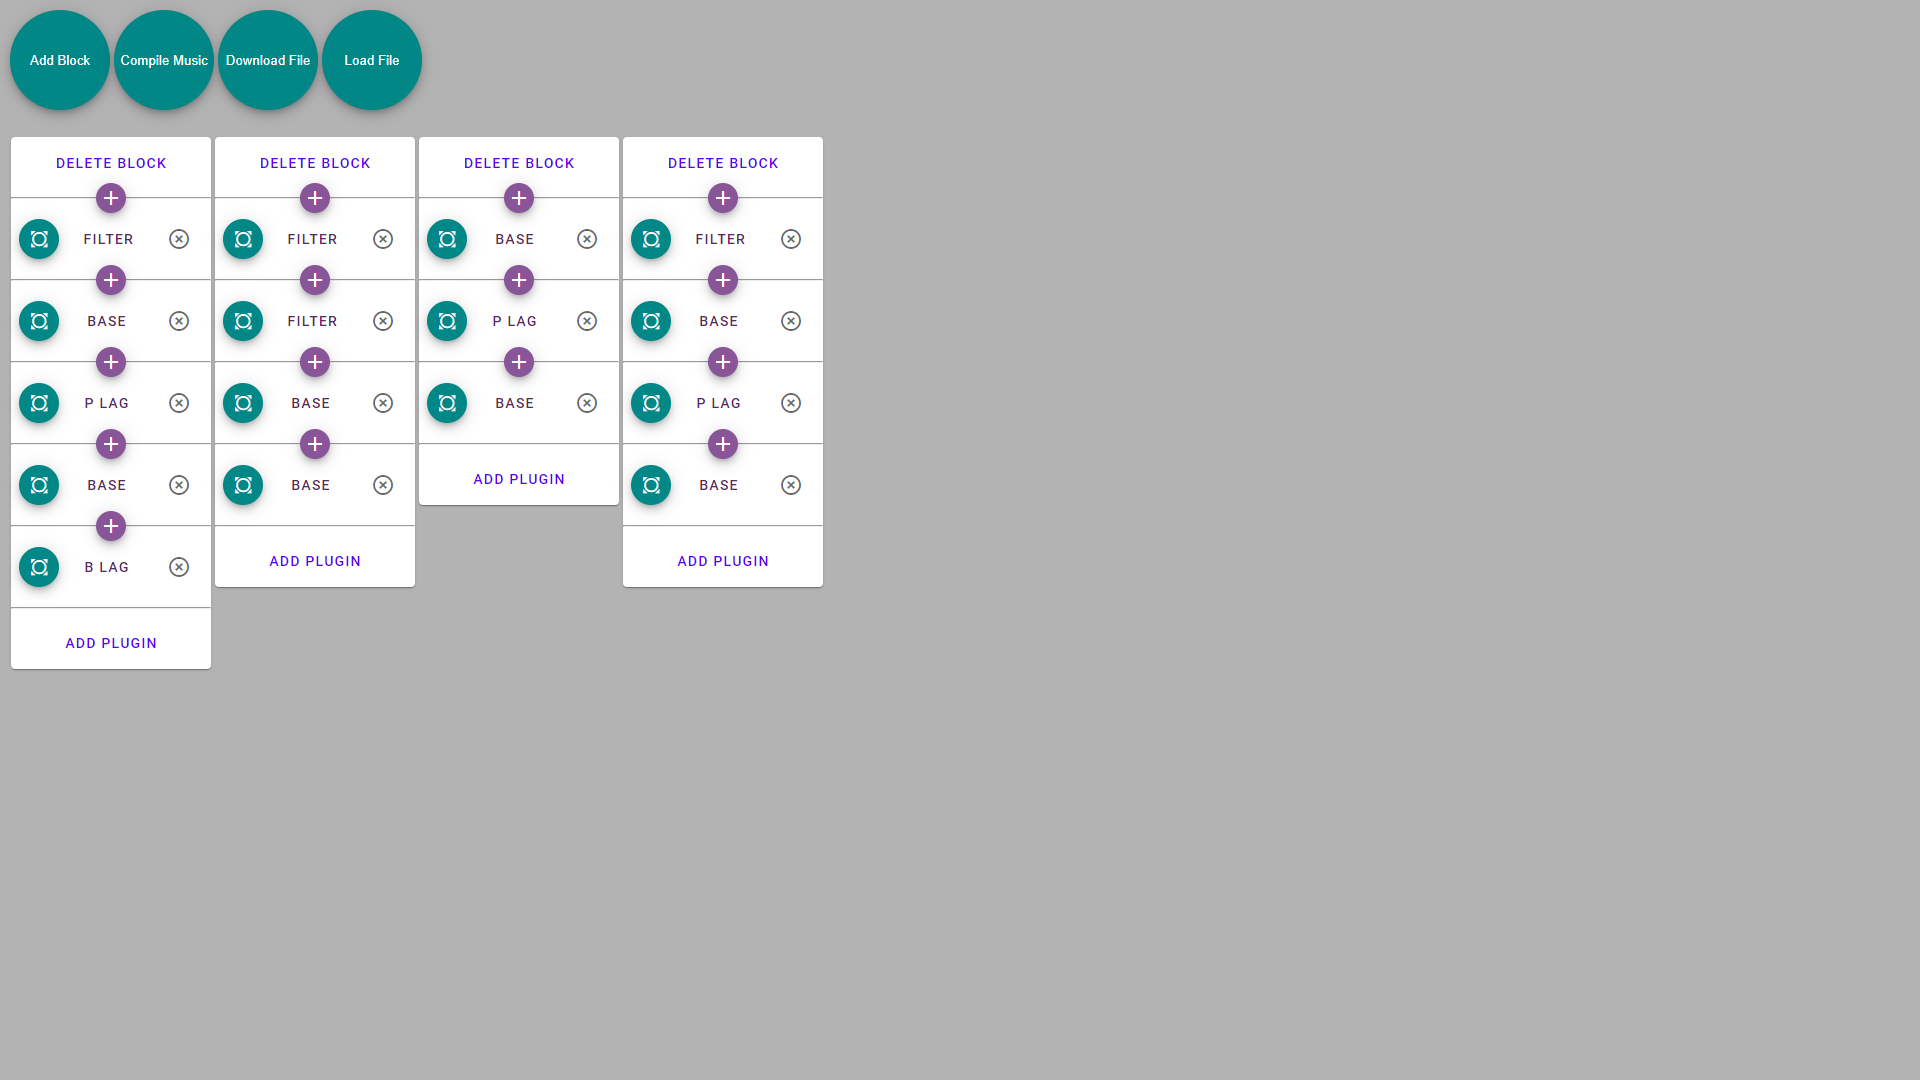 Add Block
Compile Music
Download File
Load File
DELETE BLOCK
FILTER
BASE
P LAG
BASE
B LAG
ADD PLUGIN
DELETE BLOCK
FILTER
FILTER
BASE
BASE
ADD PLUGIN
DELETE BLOCK
BASE
P LAG
BASE
ADD PLUGIN
DELETE BLOCK
FILTER
BASE
P LAG
BASE
ADD PLUGIN